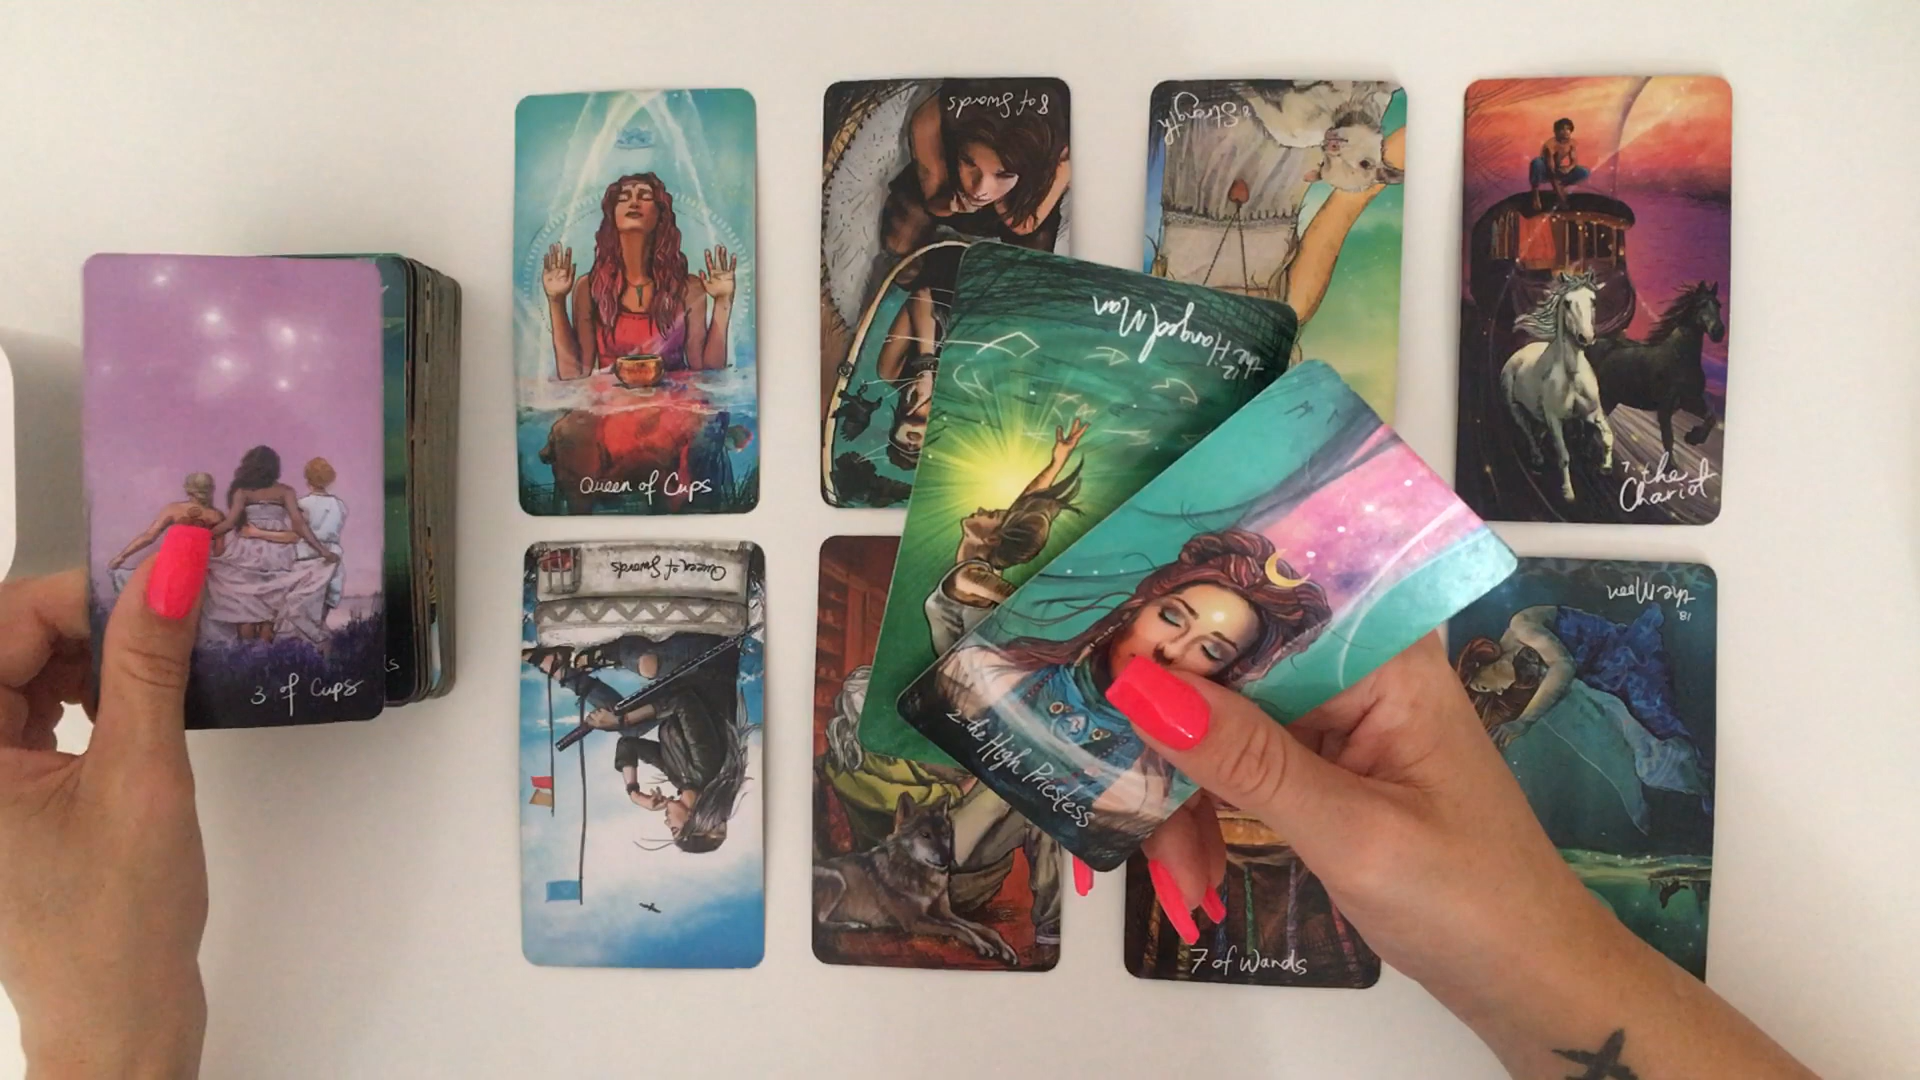 8 of Swords
8. Strength
12 the Hanged Man
Queen of Cups
7. the
Chariot
Queen of Swords
18
the Moon
3 of Cups
2 the High Priestess
7 of Wands